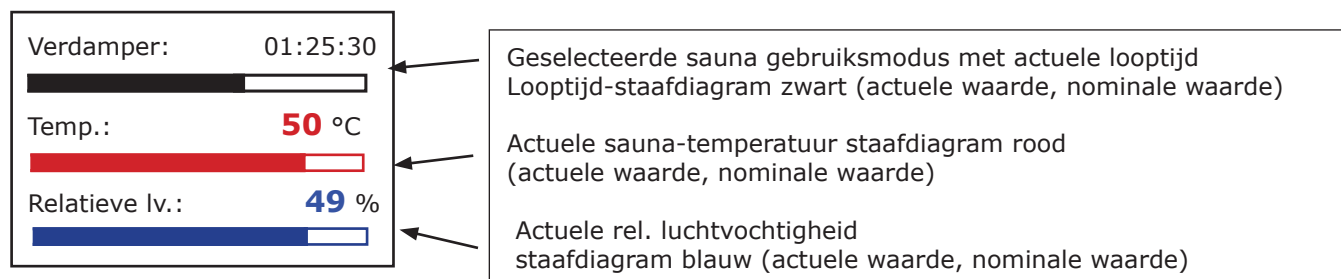 Verdamper: 01:25:30
Temp.: 50 °C
Relatieve lv.: 49 %
Geselecteerde sauna gebruiksmodus met actuele looptijd
Looptijd-staafdiagram zwart (actuele waarde, nominale waarde)
Actuele sauna-temperatuur staafdiagram rood
(actuele waarde, nominale waarde)
Actuele rel. luchtvochtigheid
staafdiagram blauw (actuele waarde, nominale waarde)